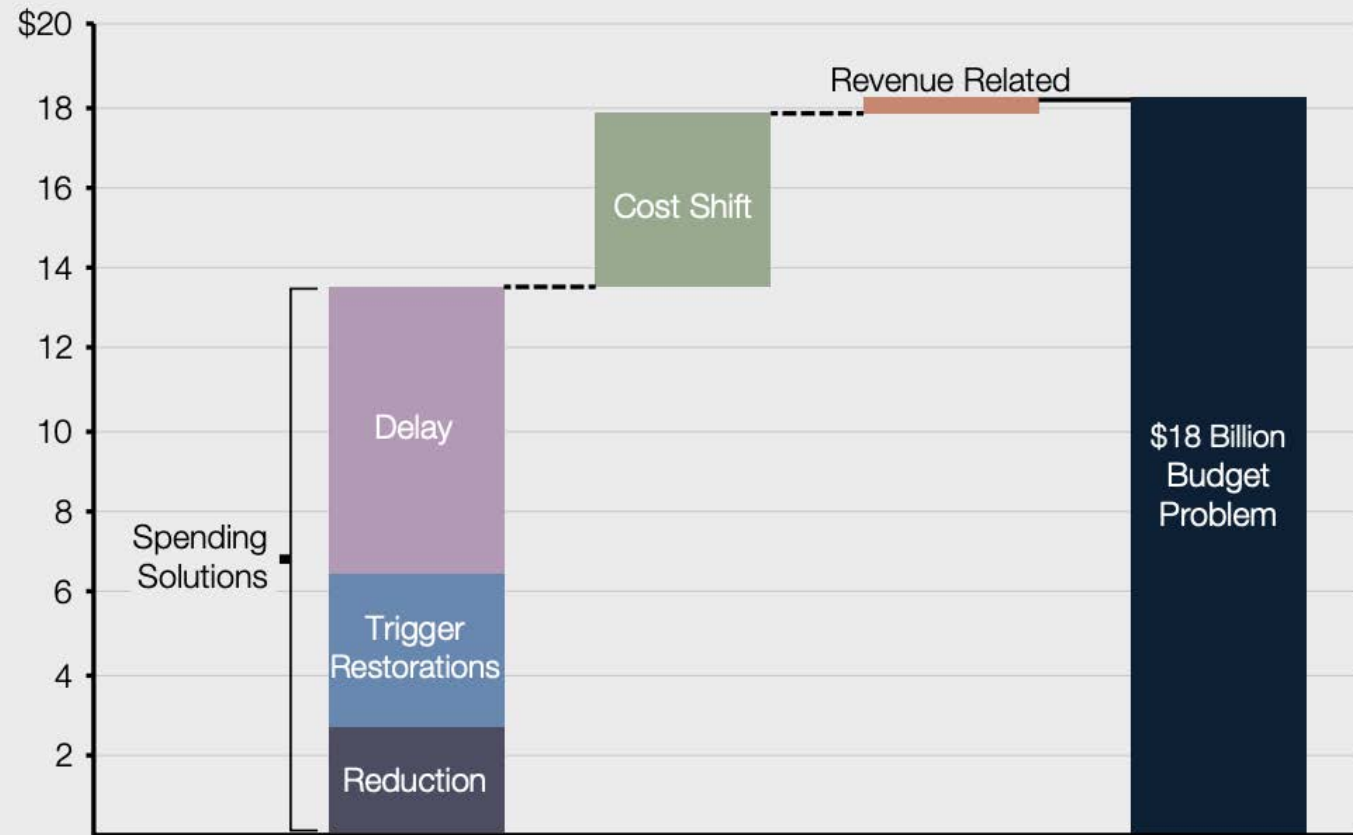 $20
18
16
14
12
10
8
6
4
2
Spending
Solutions
Delay
Trigger
Restorations
Reduction
Cost Shift
Revenue Related
$18 Billion
Budget
Problem